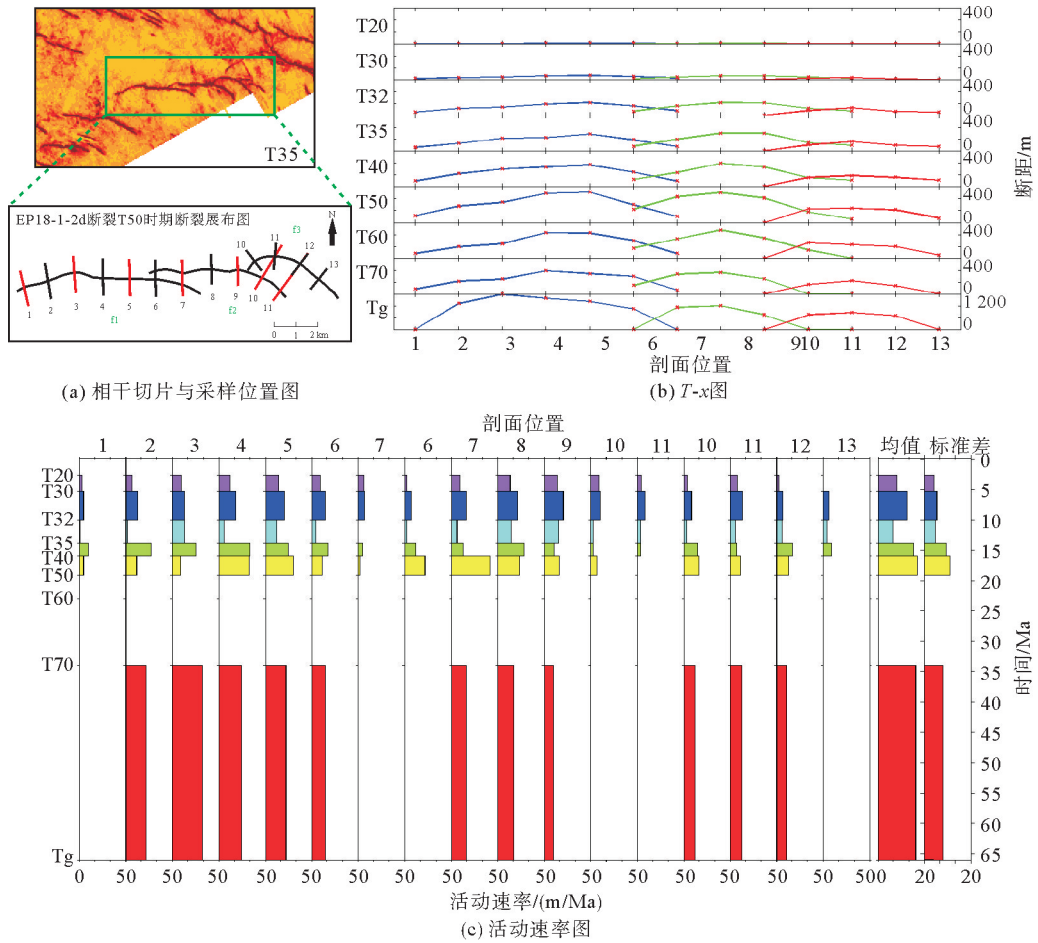 T35
EP18-1-2d断裂T50时期断裂展布图
N
f3
11
10
12
13
1
2
3
4
5
6
7
8
9
10
11
f1
f2
0 1 2 km
(a) 相干切片与采样位置图
T20
T30
T32
T35
T40
T50
T60
T70
Tg
400
0
400
0
400
0
400
0
400
0
400
0
400
0
400
0
1 200
0
断距/m
1 2 3 4 5 6 7 8 910 11 12 13
剖面位置
(b) T-x图
剖面位置
1 2 3 4 5 6 7 6 7 8 9 10 11 10 11 12 13 均值 标准差
T20
T30
T32
T35
T40
T50
T60
T70
Tg
0
5
10
15
20
25
30
35
40
45
50
55
60
65
时间/Ma
0 50 50 50 50 50 50 50 50 50 50 50 50 50 50 50 50 500 20 20
活动速率/(m/Ma)
(c) 活动速率图